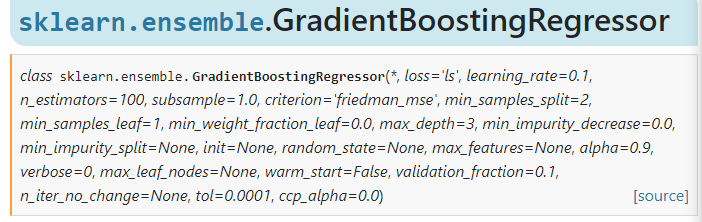 sklearn.ensemble.GradientBoostingRegressor
class sklearn.ensemble.GradientBoostingRegressor(*, loss='ls', learning_rate=0.1,
n_estimators=100, subsample=1.0, criterion='friedman_mse', min_samples_split=2,
min_samples_leaf=1, min_weight_fraction_leaf=0.0, max_depth=3, min_impurity_decrease=0.0,
min_impurity_split=None, init=None, random_state=None, max_features=None, alpha=0.9,
verbose=0, max_leaf_nodes=None, warm_start=False, validation_fraction=0.1,
n_iter_no_change=None, tol=0.0001, ccp_alpha=0.0) [source]